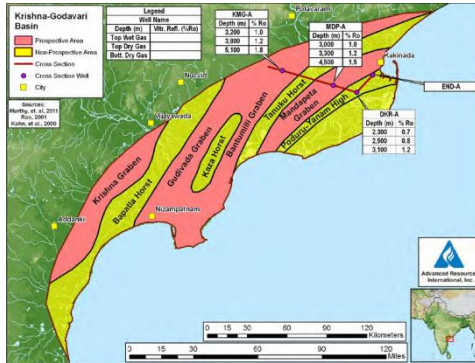 Krishna-Godavari
Basin
Prospective Area
Non-Prospective Area
Cross Section
Cross Section Well
City
Sources:
Murthy, et al, 2011
Rao, 2001
Kahn, et al., 2000
Legend
Well Name
Depth (m) Vitr. Refl. (%Ro)
Top Wet Gas
Top Dry Gas
Bott. Dry Gas
KMG-A
Depth (m) % Ro
3,200 1.0
3,900 1.2
5,100 1.8
Polavaram
MDP-A
Depth (m) % Ro
3,000 1.0
3,300 1.2
4,500 1.5
Kakinada
END-A
DKR-A
Depth (m) % Ro
2,300 0.7
2,500 0.8
3,100 1.2
Nuzvid
Vijayawada
Addanki
Nizampatnam
Krishna Graben
Bapatla Horst
Gudivada Graben
Kaza Horst
Bantumilli Graben
Tanuku Horst
Mandapeta
Graben
Poduru-Yanam High
Advanced Resources
International, Inc.
0 15 30 60 90 120
Kilometers
0 15 30 60 90 120
Miles